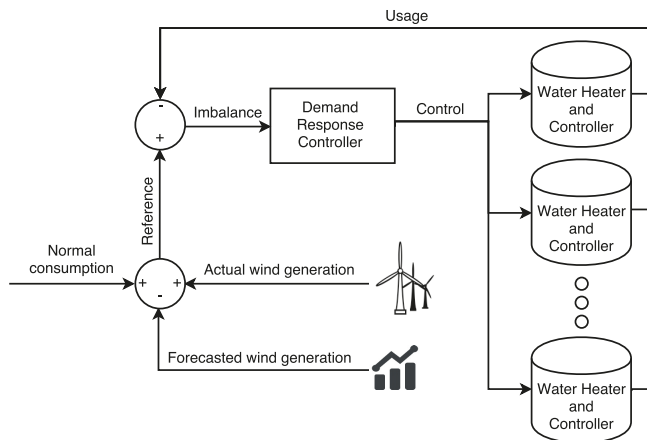 Usage
-
+
Imbalance
Demand
Response
Controller
Control
Water Heater
and
Controller
Water Heater
and
Controller
Reference
Normal
consumption
+
+
-
Actual wind generation
Forecasted wind generation
Water Heater
and
Controller